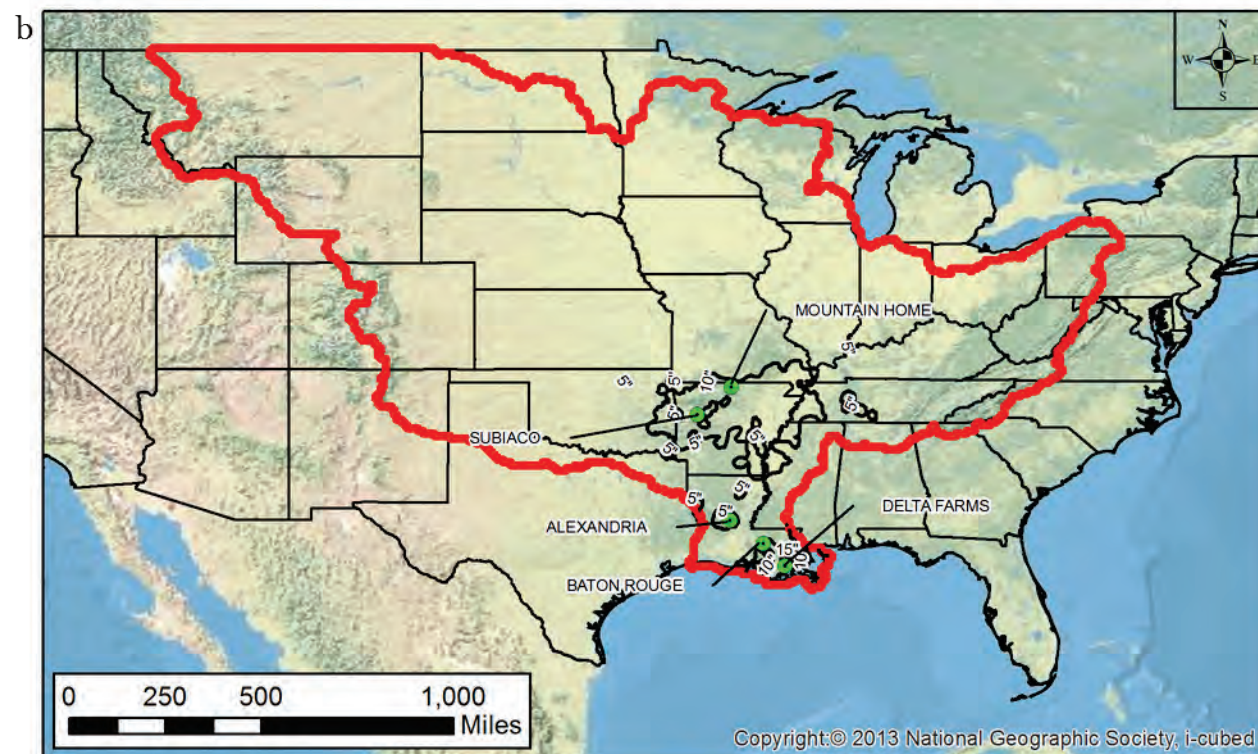 b
N
W E
S
MOUNTAIN HOME
5"
5"
5"
10"
5"
5"
SUBIACO
5"
5"
5"
5"
5"
5"
ALEXANDRIA
DELTA FARMS
15"
10"
10"
BATON ROUGE
0 250 500 1,000
Miles
Copyright:© 2013 National Geographic Society, i-cubed